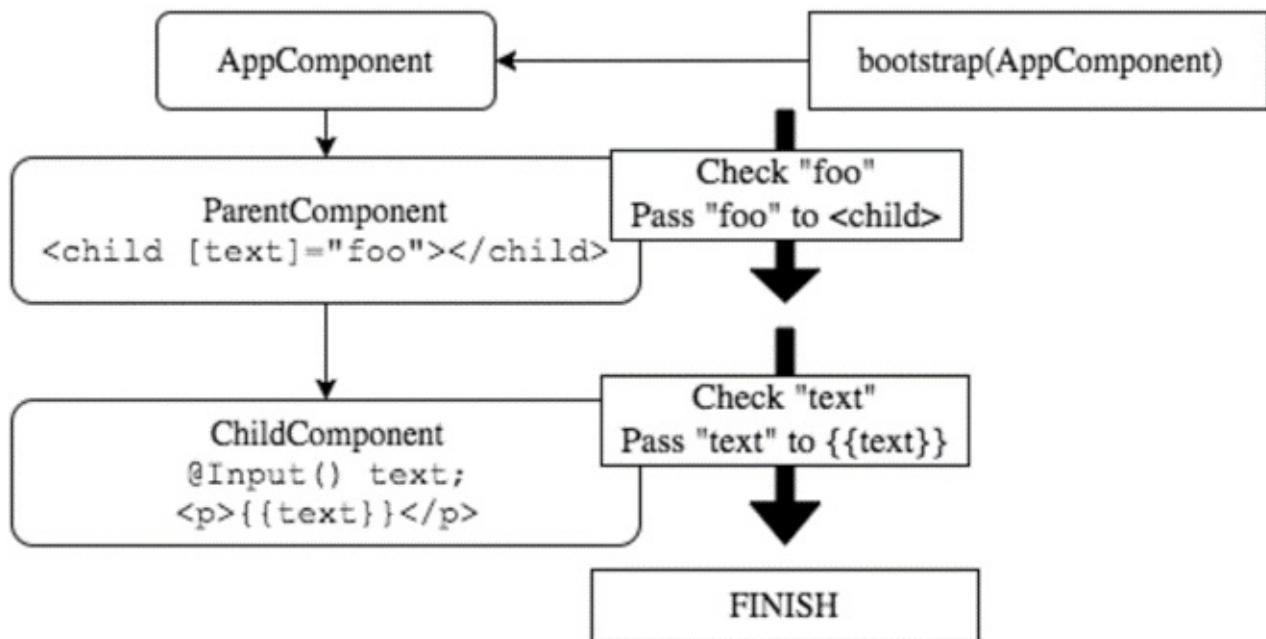 AppComponent
bootstrap(AppComponent)
ParentComponent
<child [text]="foo"></child>
Check "foo"
Pass "foo" to <child>
ChildComponent
@Input() text;
<p>{{text}}</p>
Check "text"
Pass "text" to {{text}}
FINISH